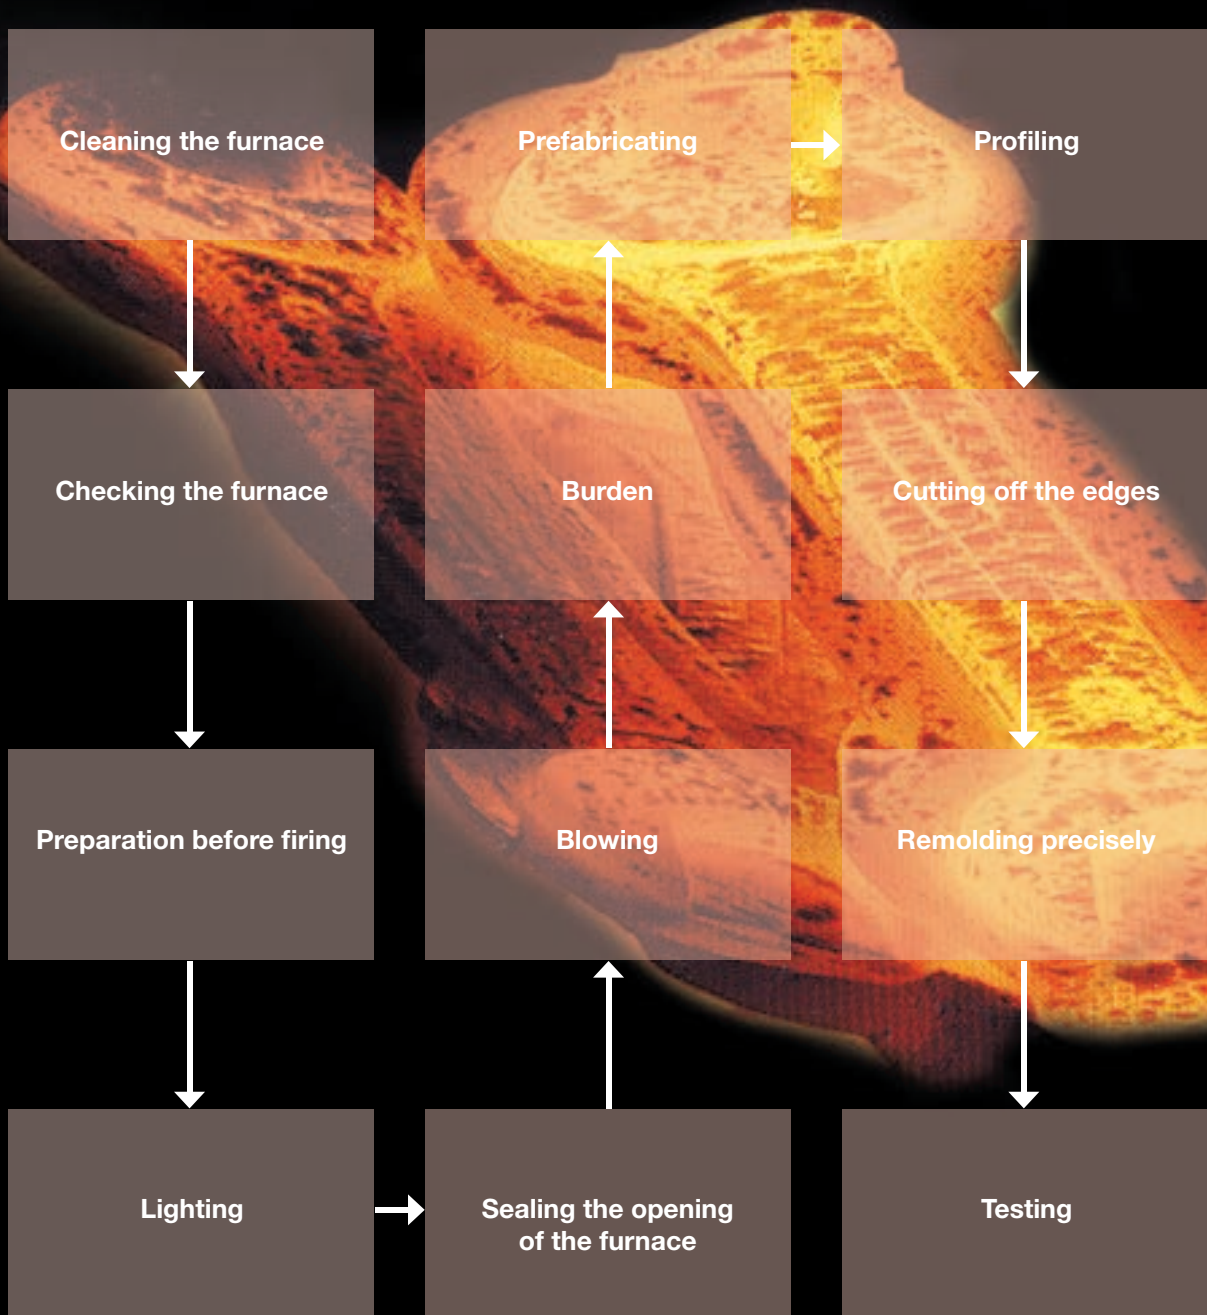 Cleaning the furnace
Checking the furnace
Preparation before firing
Lighting
Sealing the opening
of the furnace
Blowing
Burden
Prefabricating
Profiling
Cutting off the edges
Remolding precisely
Testing